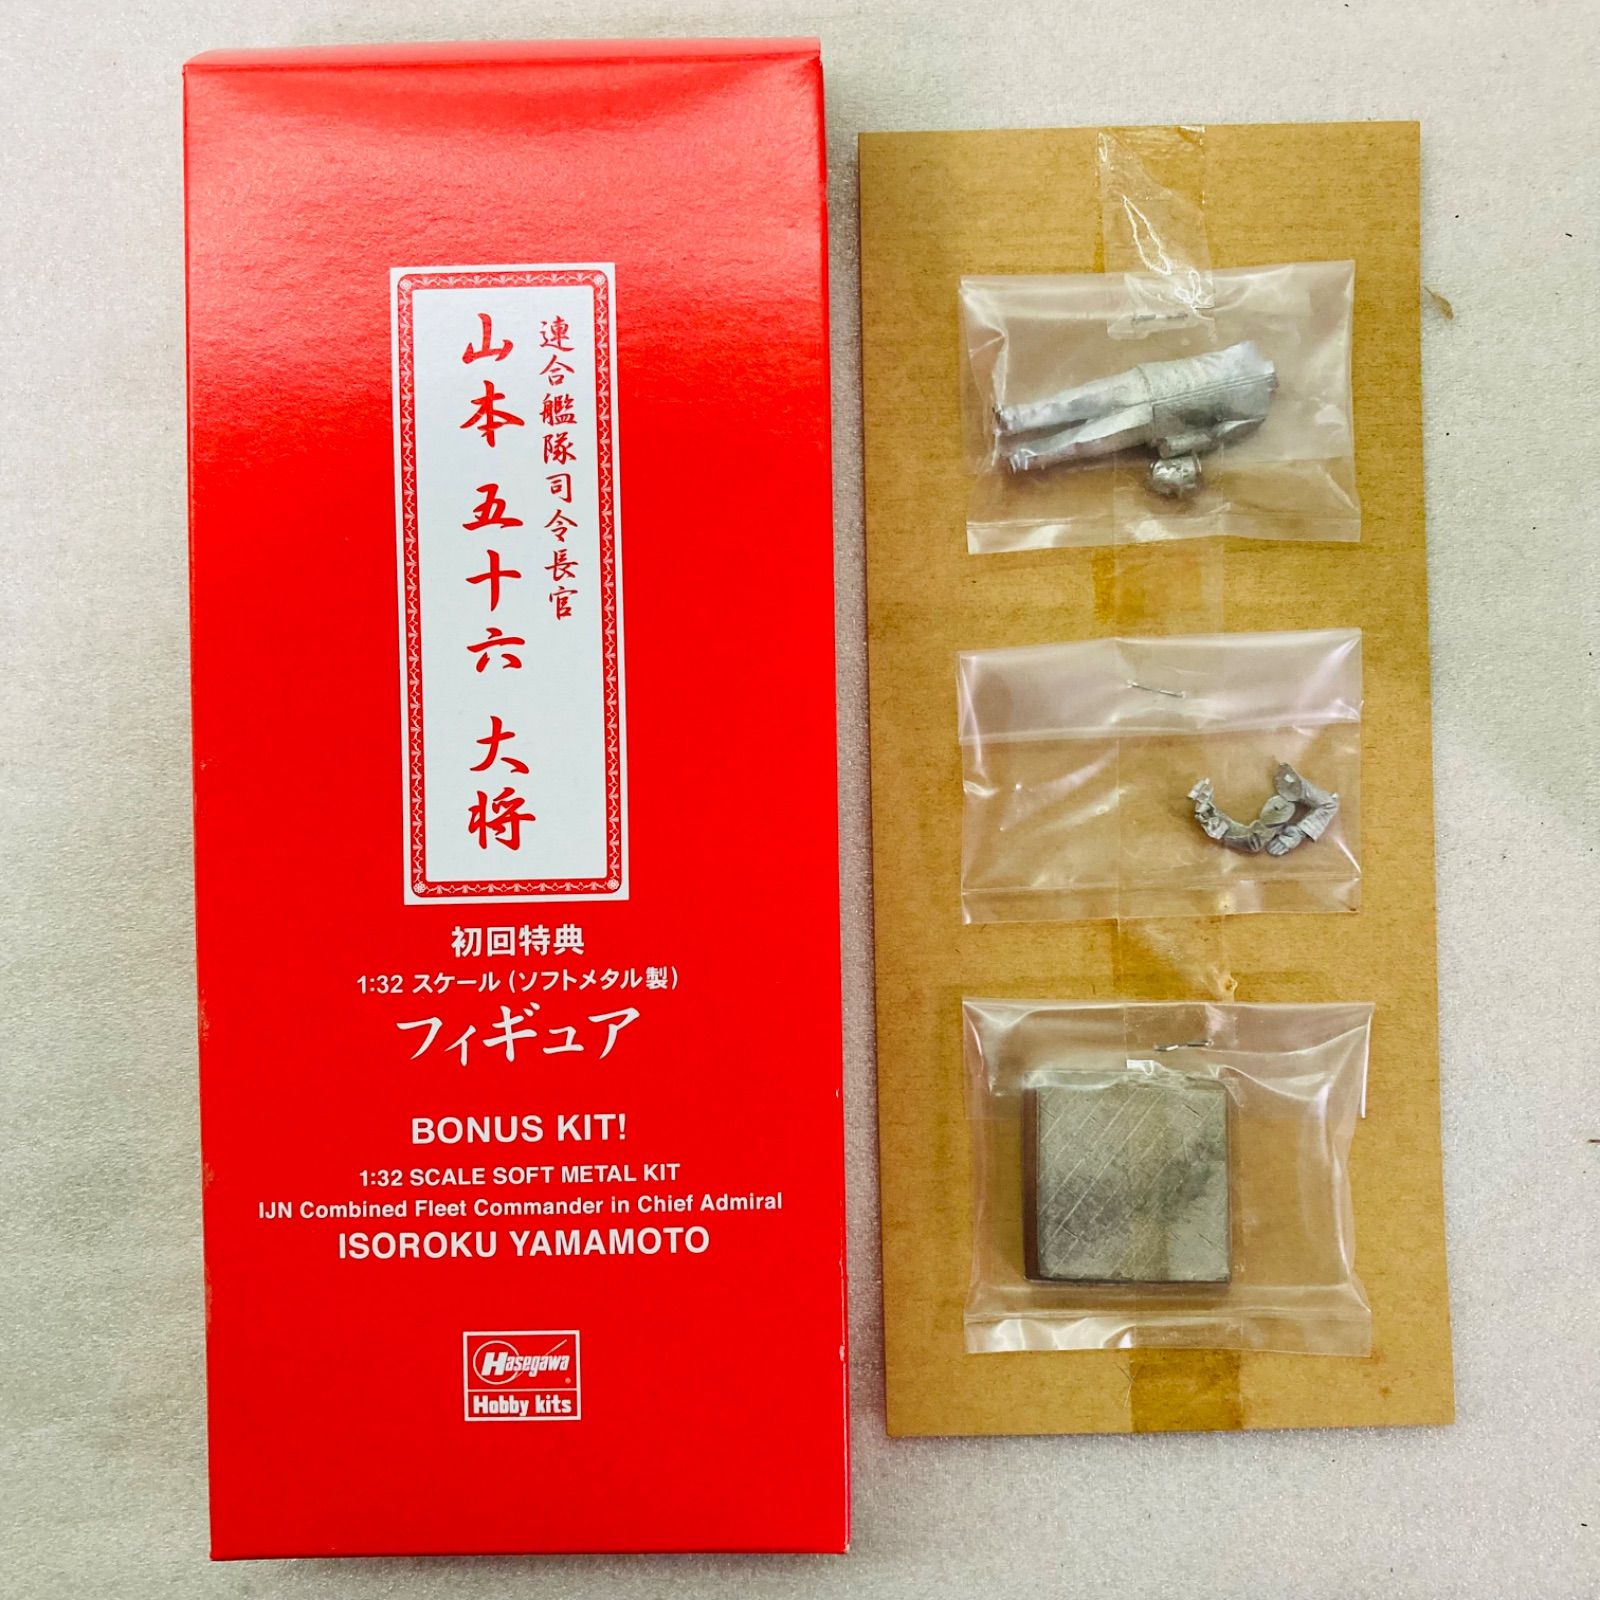 連合艦隊司令長官
山本五十六 大将
初回特典
1:32 スケール (ソフトメタル製)
フィギュア
BONUS KIT!
1:32 SCALE SOFT METAL KIT
IJN Combined Fleet Commander in Chief Admiral
ISOROKU YAMAMOTO
Hasegawa
Hobby kits